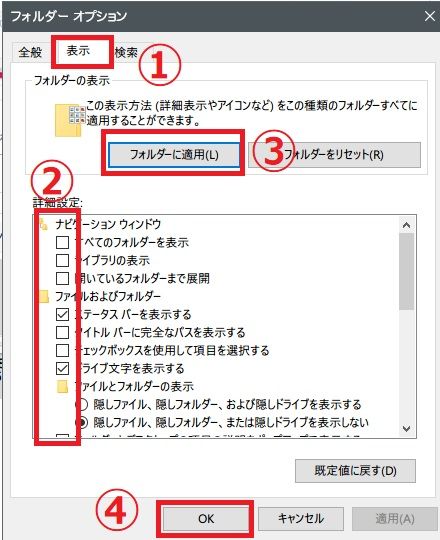 フォルダー オプション
全般 表示 検索
①
フォルダーの表示
この表示方法 (詳細表示やアイコンなど) をこの種類のフォルダーすべてに
適用することができます。
フォルダーに適用(L)
③
フォルダーをリセット(R)
②
詳細設定:
ナビゲーション ウィンドウ
すべてのフォルダーを表示
ライブラリの表示
開いているフォルダーまで展開
ファイルおよびフォルダー
ステータス バーを表示する
タイトル バーに完全なパスを表示する
チェックボックスを使用して項目を選択する
ドライブ文字を表示する
ファイルとフォルダーの表示
隠しファイル、隠しフォルダー、および隠しドライブを表示する
隠しファイル、隠しフォルダー、または隠しドライブを表示しない
既定値に戻す(D)
④
OK キャンセル 適用(A)